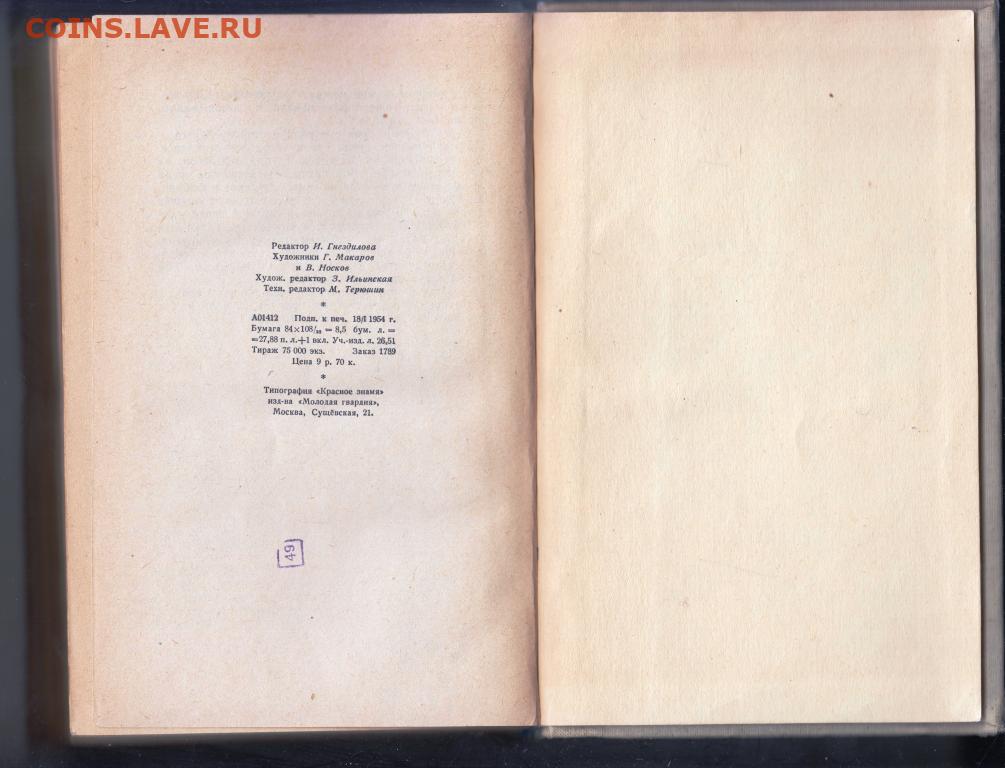 COINS.LAVE.RU
Редактор И. Гнездилова
Художники Г. Макаров
и В. Носков
Худож. редактор З. Ильинская
Техн. редактор М. Терюшин
*
А01412 Подп. к печ. 18/I 1954 г.
Бумага 84×108/₃₂ = 8,5 бум. л. =
=27,88 п. л.+1 вкл. Уч.-изд. л. 26,51
Тираж 75 000 экз. Заказ 1789
Цена 9 р. 70 к.
*
Типография «Красное знамя»
изд-ва «Молодая гвардия»,
Москва, Сущёвская, 21.
49